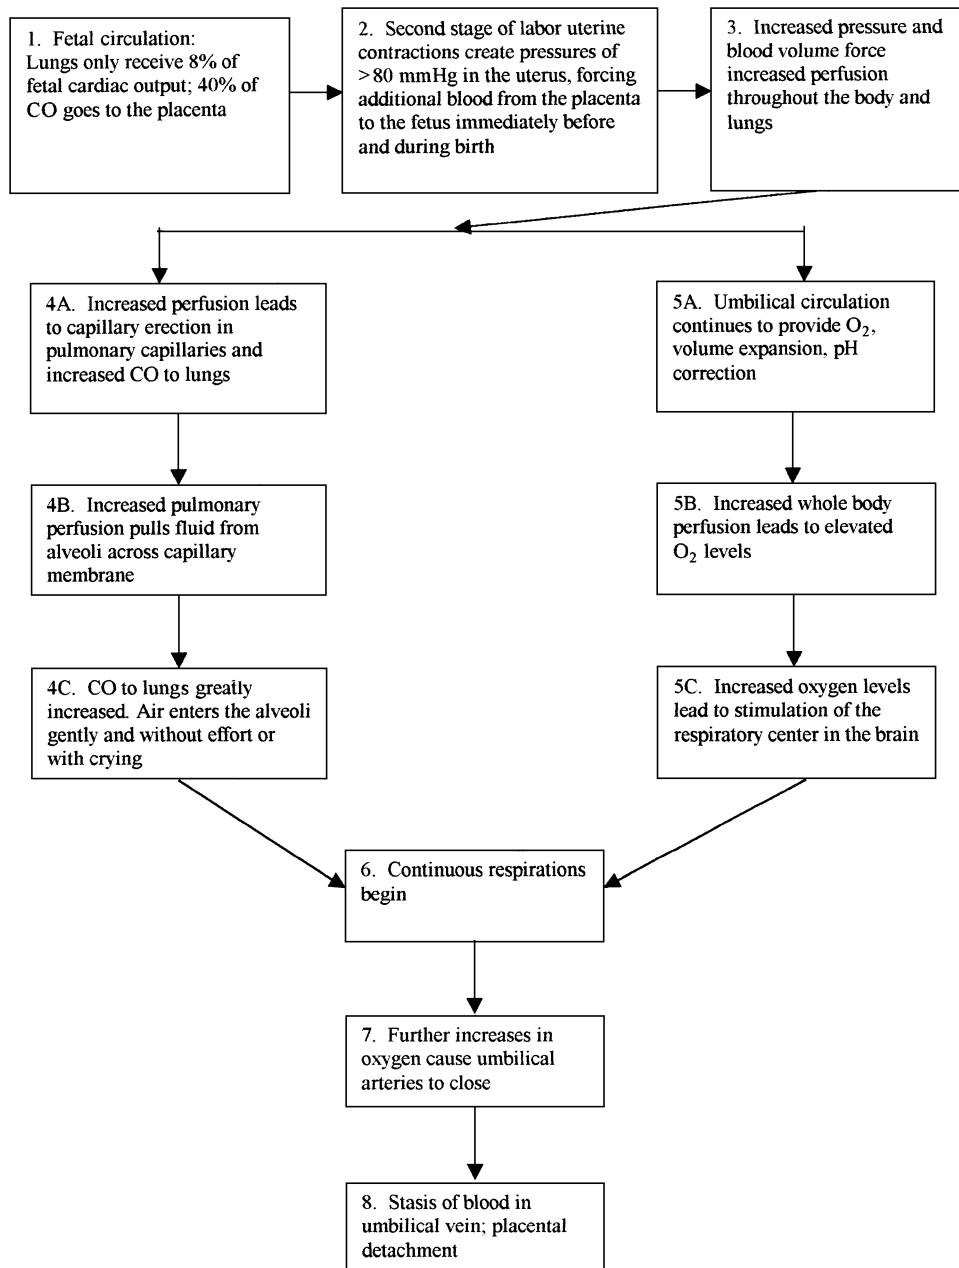 1. Fetal circulation:
Lungs only receive 8% of
fetal cardiac output; 40% of
CO goes to the placenta
2. Second stage of labor uterine
contractions create pressures of
>80 mmHg in the uterus, forcing
additional blood from the placenta
to the fetus immediately before
and during birth
3. Increased pressure and
blood volume force
increased perfusion
throughout the body and
lungs
4A. Increased perfusion leads
to capillary erection in
pulmonary capillaries and
increased CO to lungs
5A. Umbilical circulation
continues to provide O₂,
volume expansion, pH
correction
4B. Increased pulmonary
perfusion pulls fluid from
alveoli across capillary
membrane
5B. Increased whole body
perfusion leads to elevated
O₂ levels
4C. CO to lungs greatly
increased. Air enters the alveoli
gently and without effort or
with crying
5C. Increased oxygen levels
lead to stimulation of the
respiratory center in the brain
6. Continuous respirations
begin
7. Further increases in
oxygen cause umbilical
arteries to close
8. Stasis of blood in
umbilical vein; placental
detachment